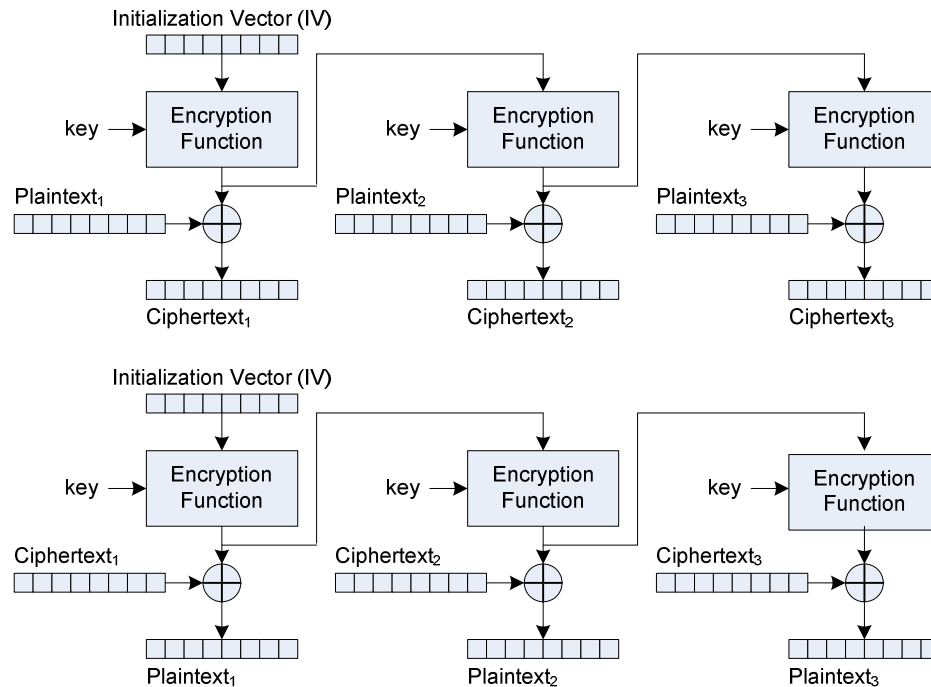 Initialization Vector (IV)
key
Encryption
Function
key
Encryption
Function
key
Encryption
Function
Plaintext₁
Plaintext₂
Plaintext₃
Ciphertext₁
Ciphertext₂
Ciphertext₃
Initialization Vector (IV)
key
Encryption
Function
key
Encryption
Function
key
Encryption
Function
Ciphertext₁
Ciphertext₂
Ciphertext₃
Plaintext₁
Plaintext₂
Plaintext₃